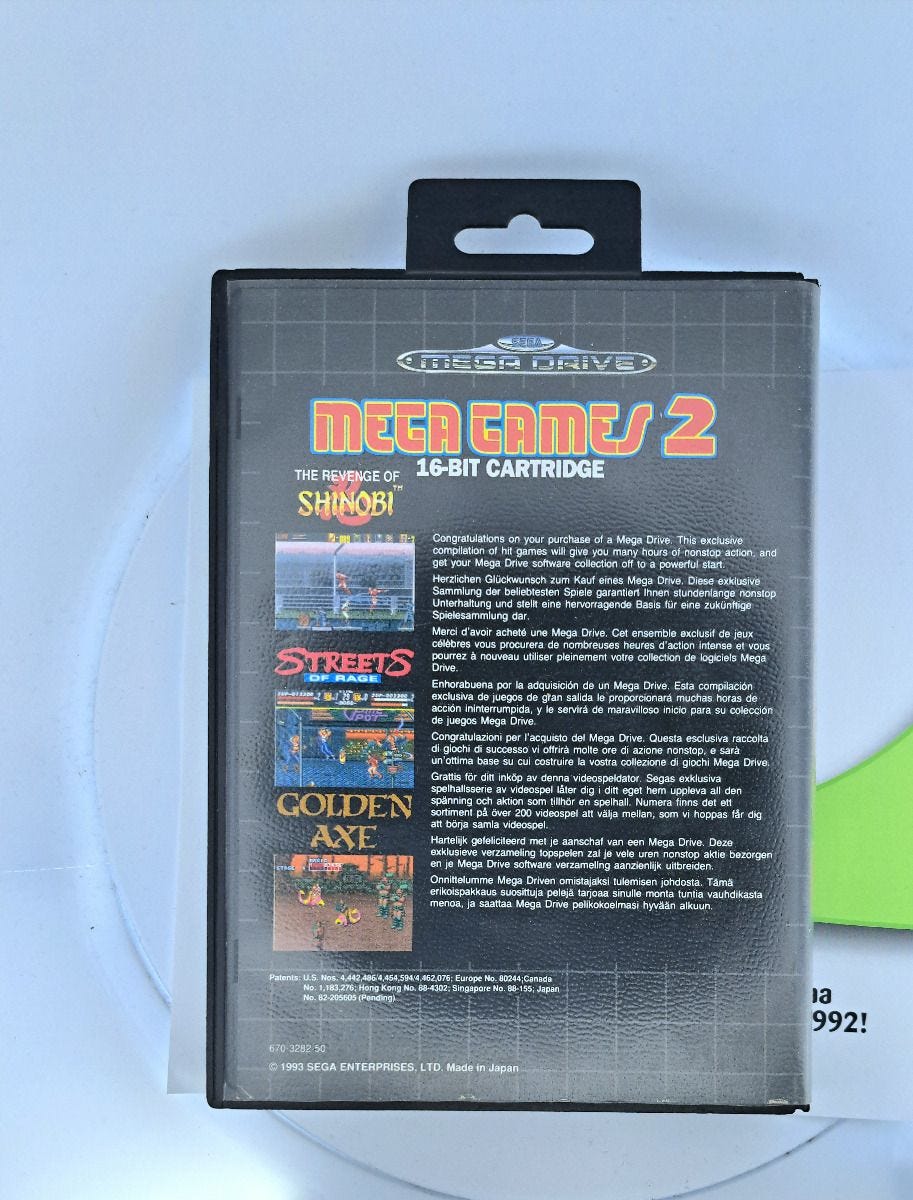 SEGA
MEGA DRIVE
MEGA GAMES 2
16-BIT CARTRIDGE
THE REVENGE OF
SHINOBI™
Congratulations on your purchase of a Mega Drive. This exclusive
compilation of hit games will give you many hours of nonstop action, and
get your Mega Drive software collection off to a powerful start.
Herzlichen Glückwunsch zum Kauf eines Mega Drive. Diese exklusive
Sammlung der beliebtesten Spiele garantiert Ihnen stundenlange nonstop
Unterhaltung und stellt eine hervorragende Basis für eine zukünftige
Spielesammlung dar.
STREETS
OF RAGE
Merci d'avoir acheté une Mega Drive. Cet ensemble exclusif de jeux
célèbres vous procurera de nombreuses heures d'action intense et vous
pourrez à nouveau utiliser pleinement votre collection de logiciels Mega
Drive.
Enhorabuena por la adquisición de un Mega Drive. Esta compilación
exclusiva de juegos de gran salida le proporcionará muchas horas de
acción ininterrumpida, y le servirá de maravilloso inicio para su colección
de juegos Mega Drive.
Congratulazioni per l'acquisto del Mega Drive. Questa esclusiva raccolta
di giochi di successo vi offrirà molte ore di azione nonstop, e sarà
un'ottima base su cui costruire la vostra collezione di giochi Mega Drive.
GOLDEN
AXE
Grattis för ditt inköp av denna videospeldator. Segas exklusiva
spelhallsserie av videospel låter dig i ditt eget hem uppleva all den
spänning och aktion som tillhör en spelhall. Numera finns det ett
sortiment på över 200 videospel att välja mellan, som vi hoppas får dig
att börja samla videospel.
Hartelijk gefeliciteerd met je aanschaf van een Mega Drive. Deze
exklusieve verzameling topspelen zal je vele uren nonstop aktie bezorgen
en je Mega Drive software verzameling aanzienlijk uitbreiden.
STAGE
Onnittelumme Mega Driven omistajaksi tulemisen johdosta. Tämä
erikoispakkaus suosittuja pelejä tarjoaa sinulle monta tuntia vauhdikasta
menoa, ja saattaa Mega Drive pelikokoelmasi hyvään alkuun.
Patents: U.S. Nos. 4,442,486/4,454,594/4,462,076; Europe No. 80244;Canada
No. 1,183,276; Hong Kong No. 88-4302; Singapore No. 88-155; Japan
No. 82-205605 (Pending)
670-3282-50
© 1993 SEGA ENTERPRISES, LTD. Made in Japan
992!